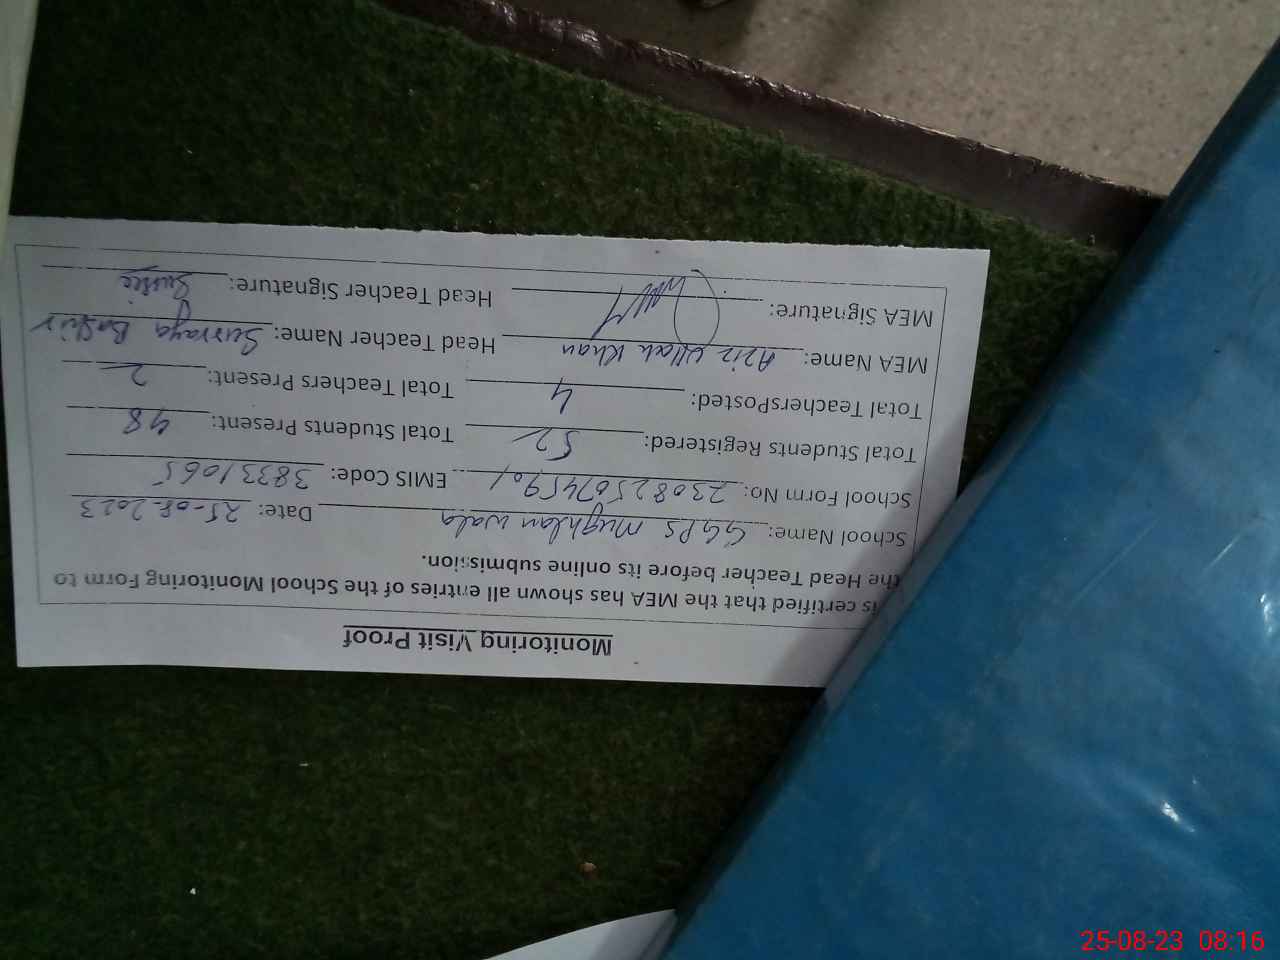 Monitoring Visit Proof
is certified that the MEA has shown all entries of the School Monitoring Form to
the Head Teacher before its online submission.
School Name: GGPS Mughlan wala Date: 25-08-2023
School Form No: 230825074590, EMIS Code: 38331065
Total Students Registered: 52 Total Students Present: 48
Total TeachersPosted: 4 Total Teachers Present: 2
MEA Name: Aziz Ullah Khan Head Teacher Name: Surraya Bashir
MEA Signature: Head Teacher Signature:
25-08-23 08:16